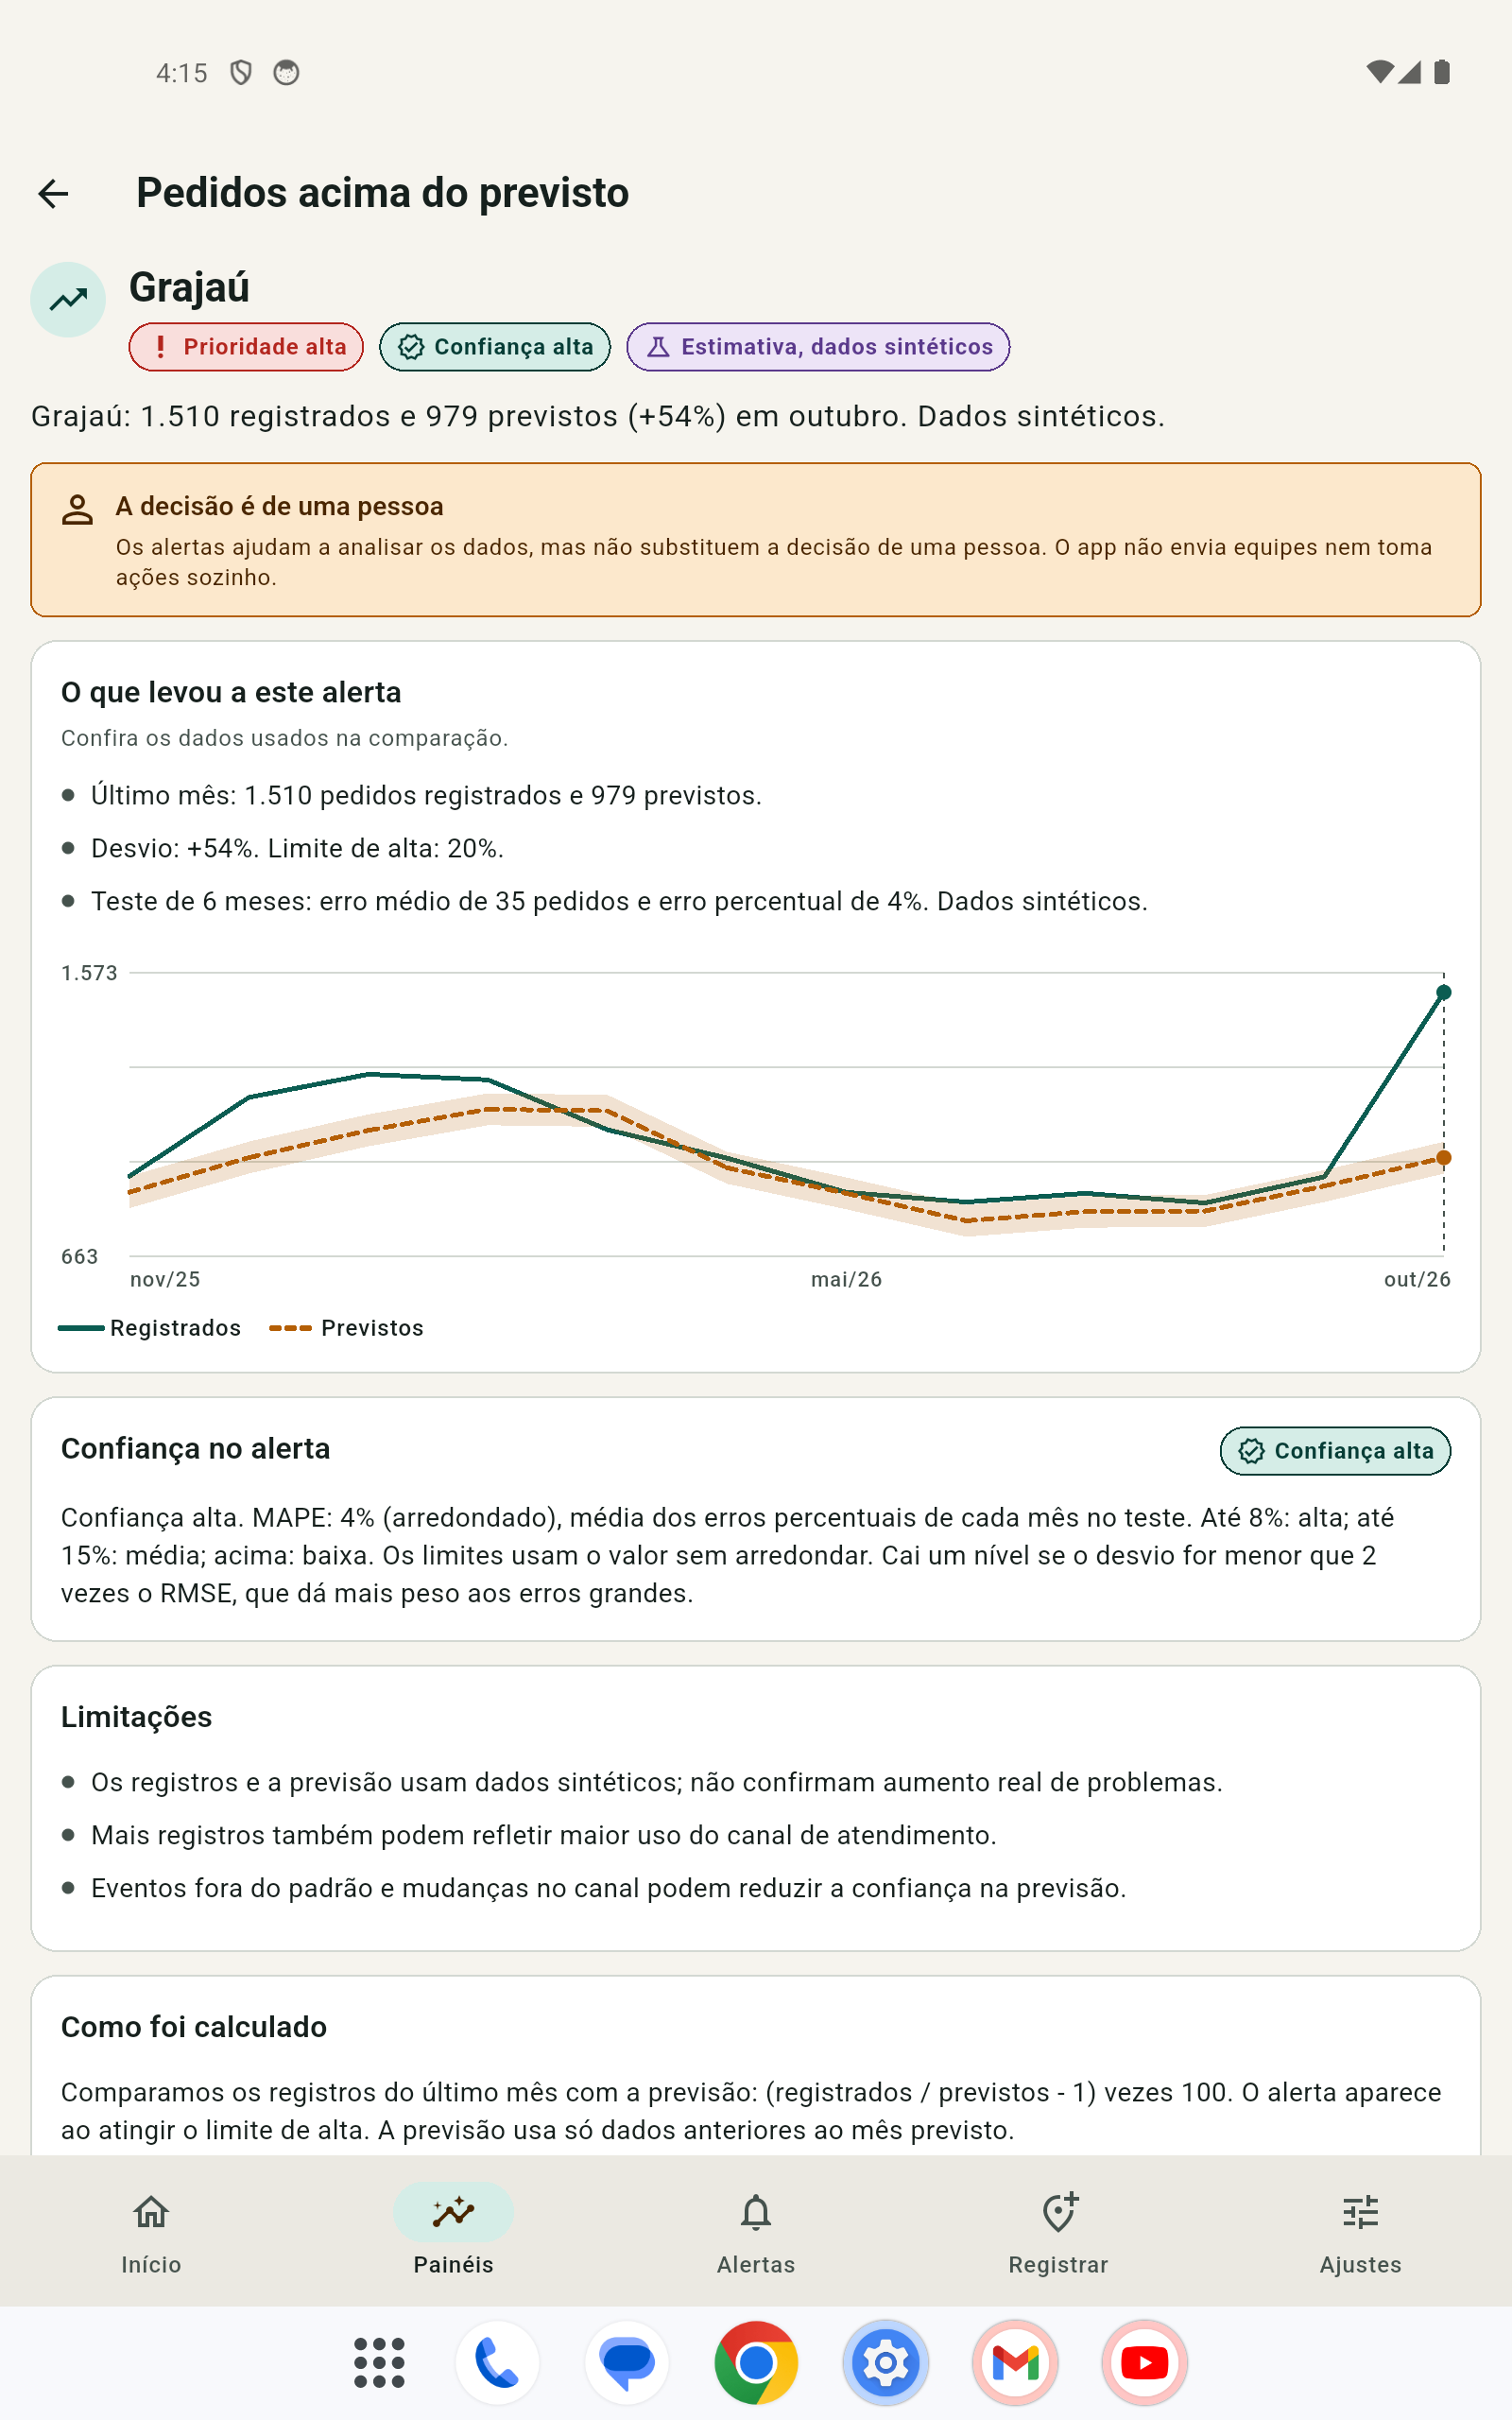 4:15
Pedidos acima do previsto
Grajaú
Prioridade alta
Confiança alta
Estimativa, dados sintéticos
Grajaú: 1.510 registrados e 979 previstos (+54%) em outubro. Dados sintéticos.
A decisão é de uma pessoa
Os alertas ajudam a analisar os dados, mas não substituem a decisão de uma pessoa. O app não envia equipes nem toma
ações sozinho.
O que levou a este alerta
Confira os dados usados na comparação.
Último mês: 1.510 pedidos registrados e 979 previstos.
Desvio: +54%. Limite de alta: 20%.
Teste de 6 meses: erro médio de 35 pedidos e erro percentual de 4%. Dados sintéticos.
1.573
663
nov/25
mai/26
out/26
Registrados
Previstos
Confiança no alerta
Confiança alta
Confiança alta. MAPE: 4% (arredondado), média dos erros percentuais de cada mês no teste. Até 8%: alta; até
15%: média; acima: baixa. Os limites usam o valor sem arredondar. Cai um nível se o desvio for menor que 2
vezes o RMSE, que dá mais peso aos erros grandes.
Limitações
Os registros e a previsão usam dados sintéticos; não confirmam aumento real de problemas.
Mais registros também podem refletir maior uso do canal de atendimento.
Eventos fora do padrão e mudanças no canal podem reduzir a confiança na previsão.
Como foi calculado
Comparamos os registros do último mês com a previsão: (registrados / previstos - 1) vezes 100. O alerta aparece
ao atingir o limite de alta. A previsão usa só dados anteriores ao mês previsto.
Início
Painéis
Alertas
Registrar
Ajustes